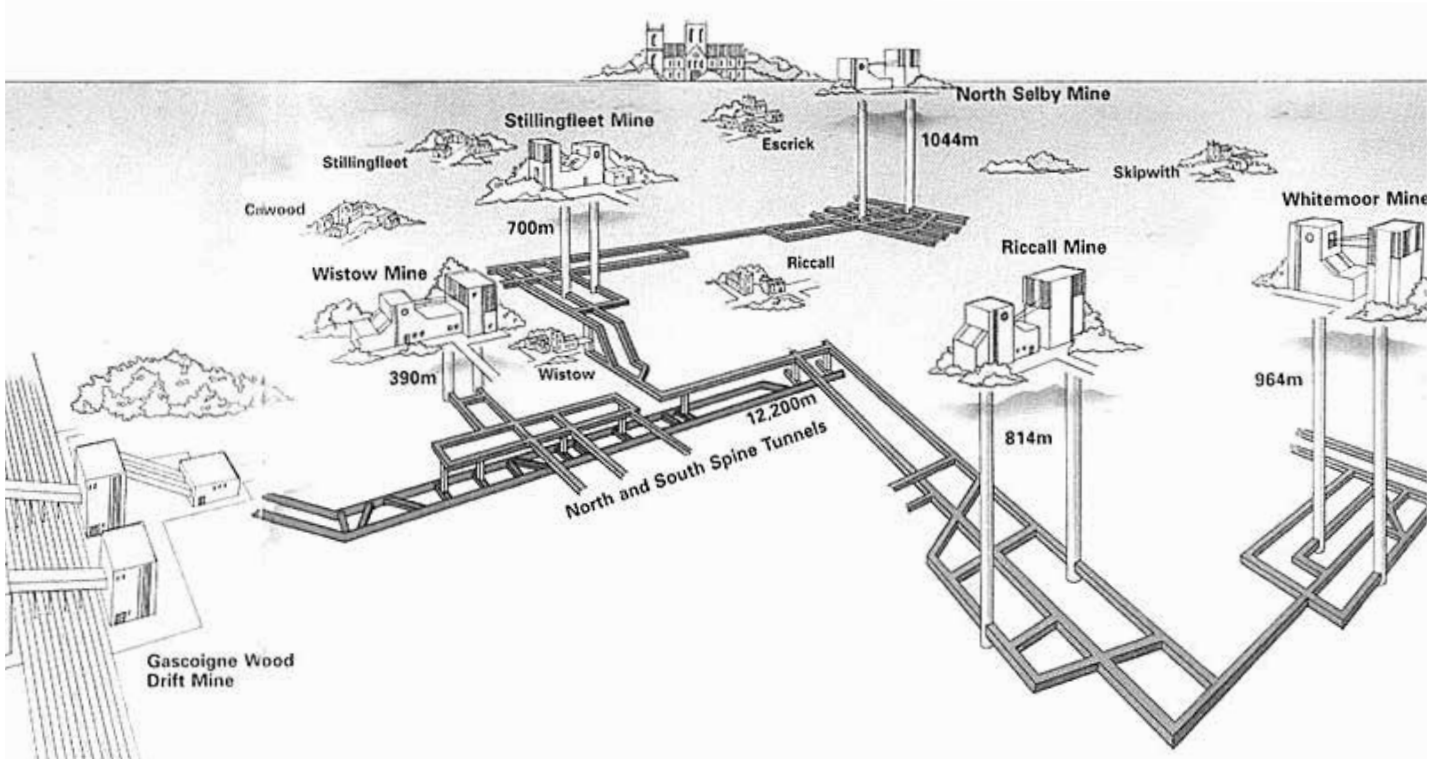 North Selby Mine
Stillingfleet Mine
Escrick
1044m
Stillingfleet
Skipwith
Whitemoor Mine
Cawood
700m
Riccall Mine
Riccall
Wistow Mine
390m
Wistow
964m
12,200m
814m
North and South Spine Tunnels
Gascoigne Wood
Drift Mine